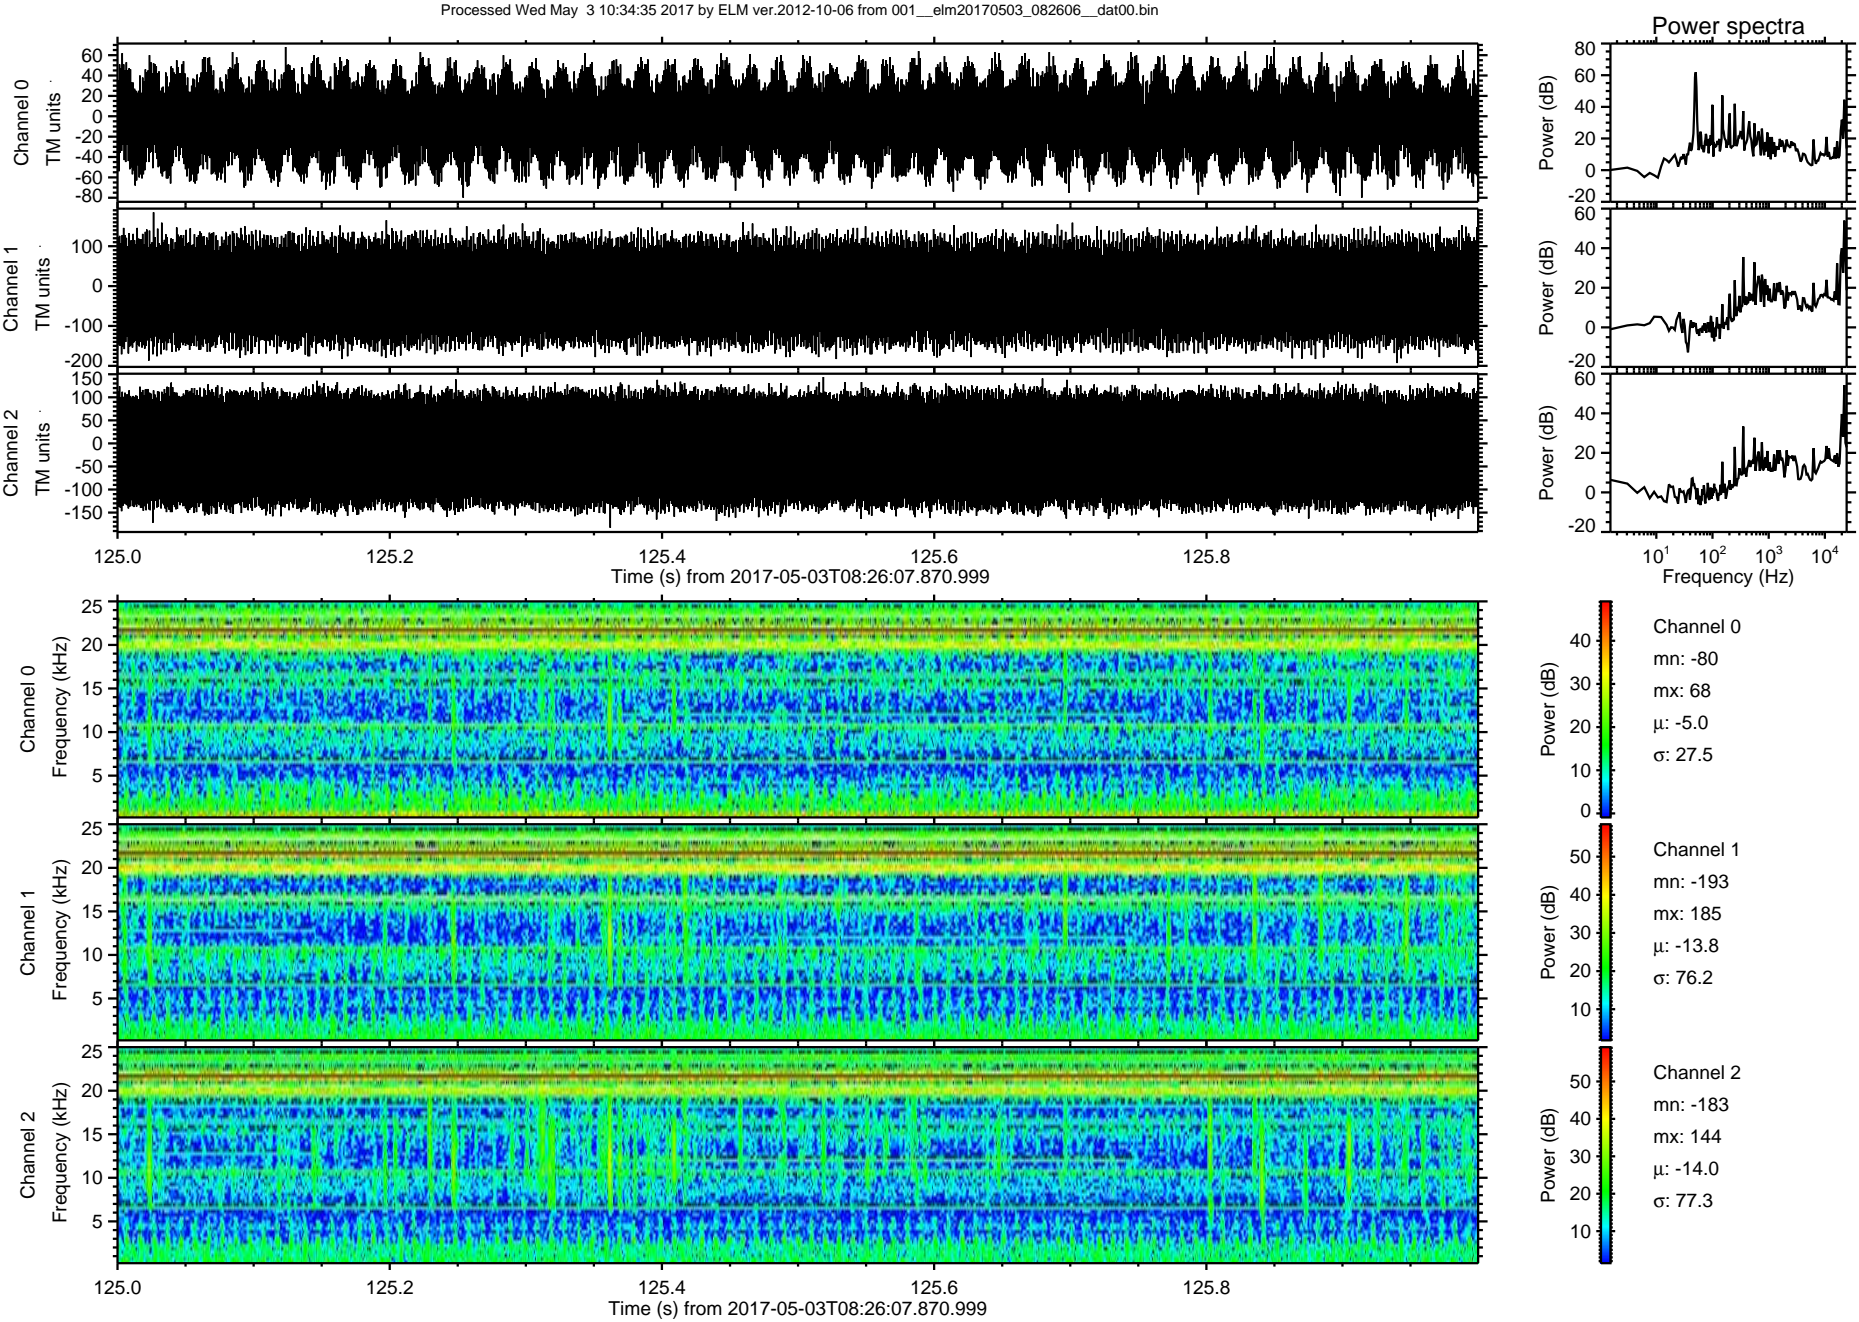 Processed Wed May  3 10:34:35 2017 by ELM ver.2012-10-06 from 001__elm20170503_082606__dat00.bin
Power spectra
Channel 0
TM units
60
40
20
0
-20
-40
-60
-80
Power (dB)
80
60
40
20
0
-20
Channel 1
TM units
100
0
-100
-200
Power (dB)
60
40
20
0
-20
Channel 2
TM units
150
100
50
0
-50
-100
-150
Power (dB)
60
40
20
0
-20
125.0 125.2 125.4 125.6 125.8
Time (s) from 2017-05-03T08:26:07.870.999
10¹ 10² 10³ 10⁴
Frequency (Hz)
Channel 0
Frequency (kHz)
25
20
15
10
5
Power (dB)
40
30
20
10
0
Channel 0
mn: -80
mx: 68
μ: -5.0
σ: 27.5
Channel 1
Frequency (kHz)
25
20
15
10
5
Power (dB)
50
40
30
20
10
Channel 1
mn: -193
mx: 185
μ: -13.8
σ: 76.2
Channel 2
Frequency (kHz)
25
20
15
10
5
Power (dB)
50
40
30
20
10
Channel 2
mn: -183
mx: 144
μ: -14.0
σ: 77.3
125.0 125.2 125.4 125.6 125.8
Time (s) from 2017-05-03T08:26:07.870.999